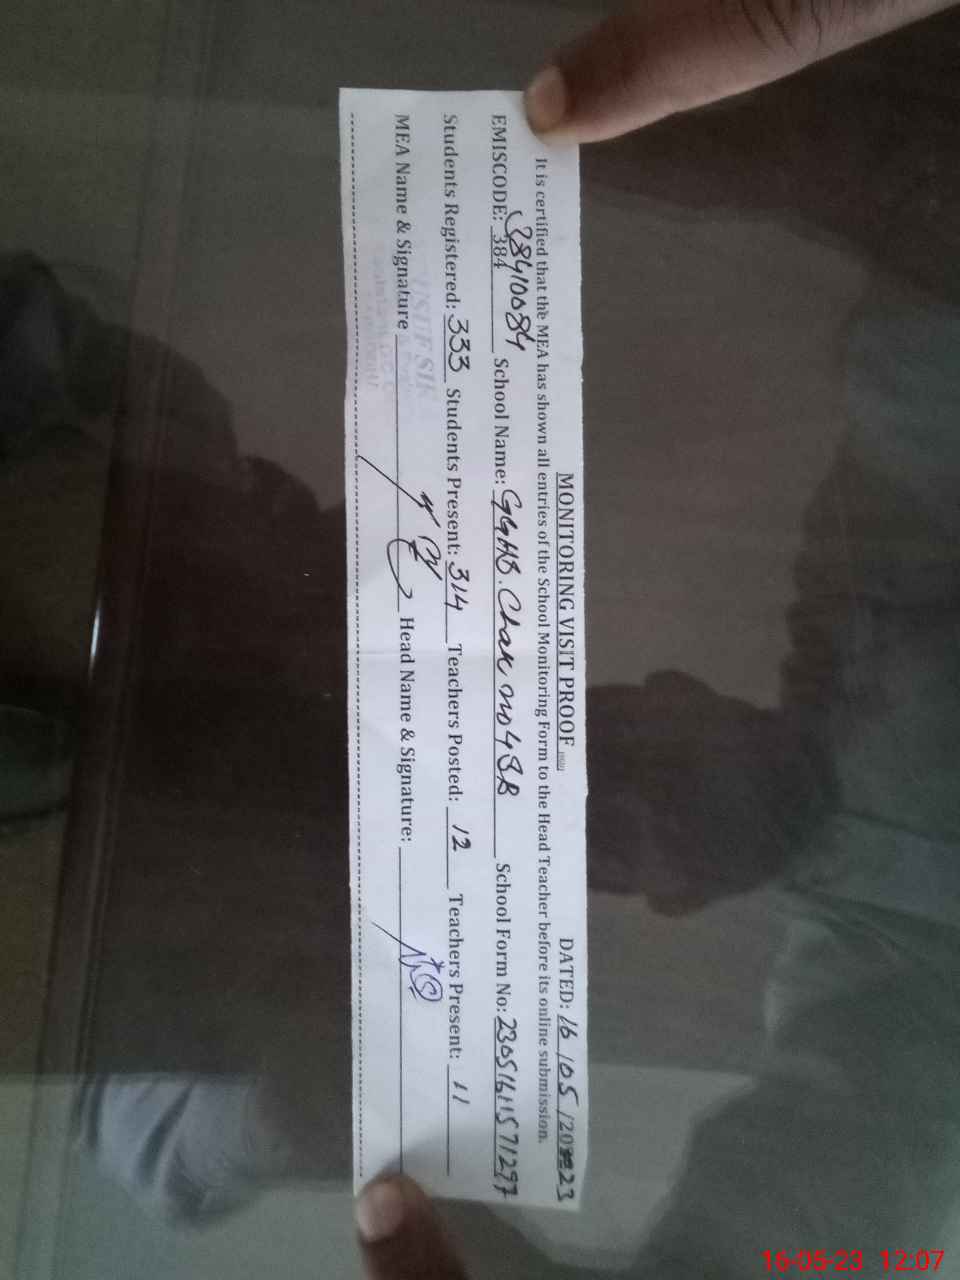 MONITORING VISIT PROOF DATED: 16/05/2023
It is certified that the MEA has shown all entries of the School Monitoring Form to the Head Teacher before its online submission.
EMISCODE: 384 38410084 School Name: GGHS. Chak no 4SB School Form No: 23051611571297
Students Registered: 333 Students Present: 314 Teachers Posted: 12 Teachers Present: 11
MEA Name & Signature Head Name & Signature:
16-05-23 12:07